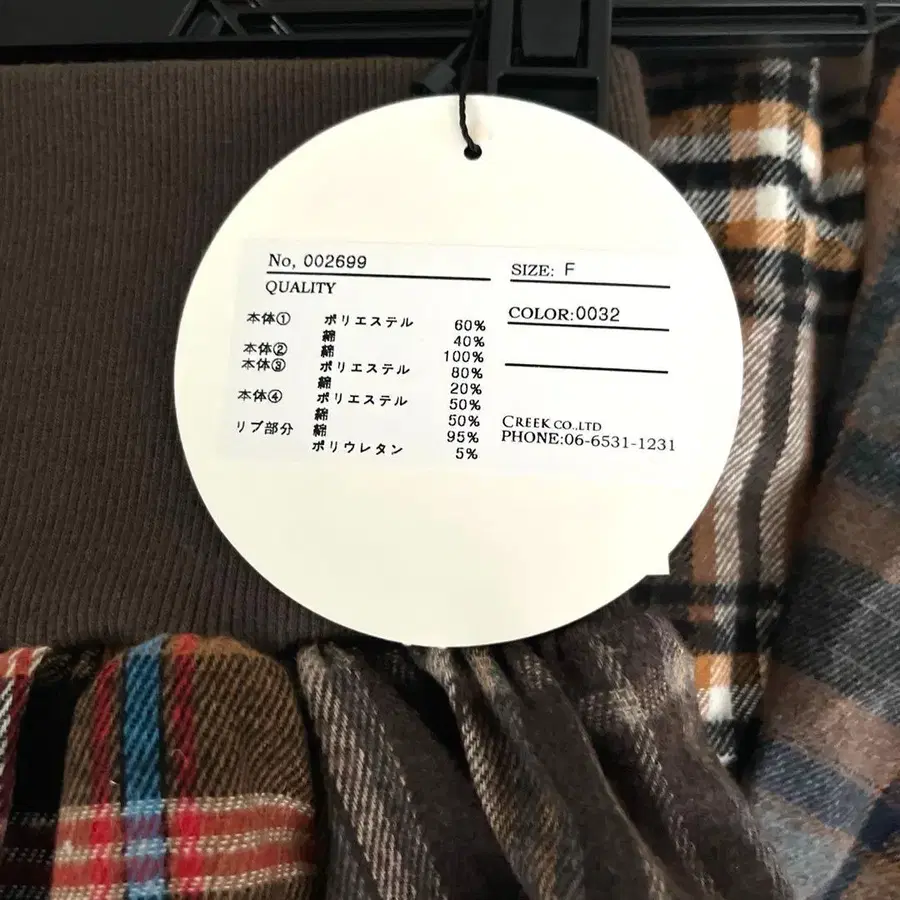 No, 002699
QUALITY
本体① ポリエステル 60%
綿 40%
本体② 綿 100%
本体③ ポリエステル 80%
綿 20%
本体④ ポリエステル 50%
綿 50%
リブ部分 綿 95%
ポリウレタン 5%
SIZE: F
COLOR:0032
CREEK CO.,LTD
PHONE:06-6531-1231